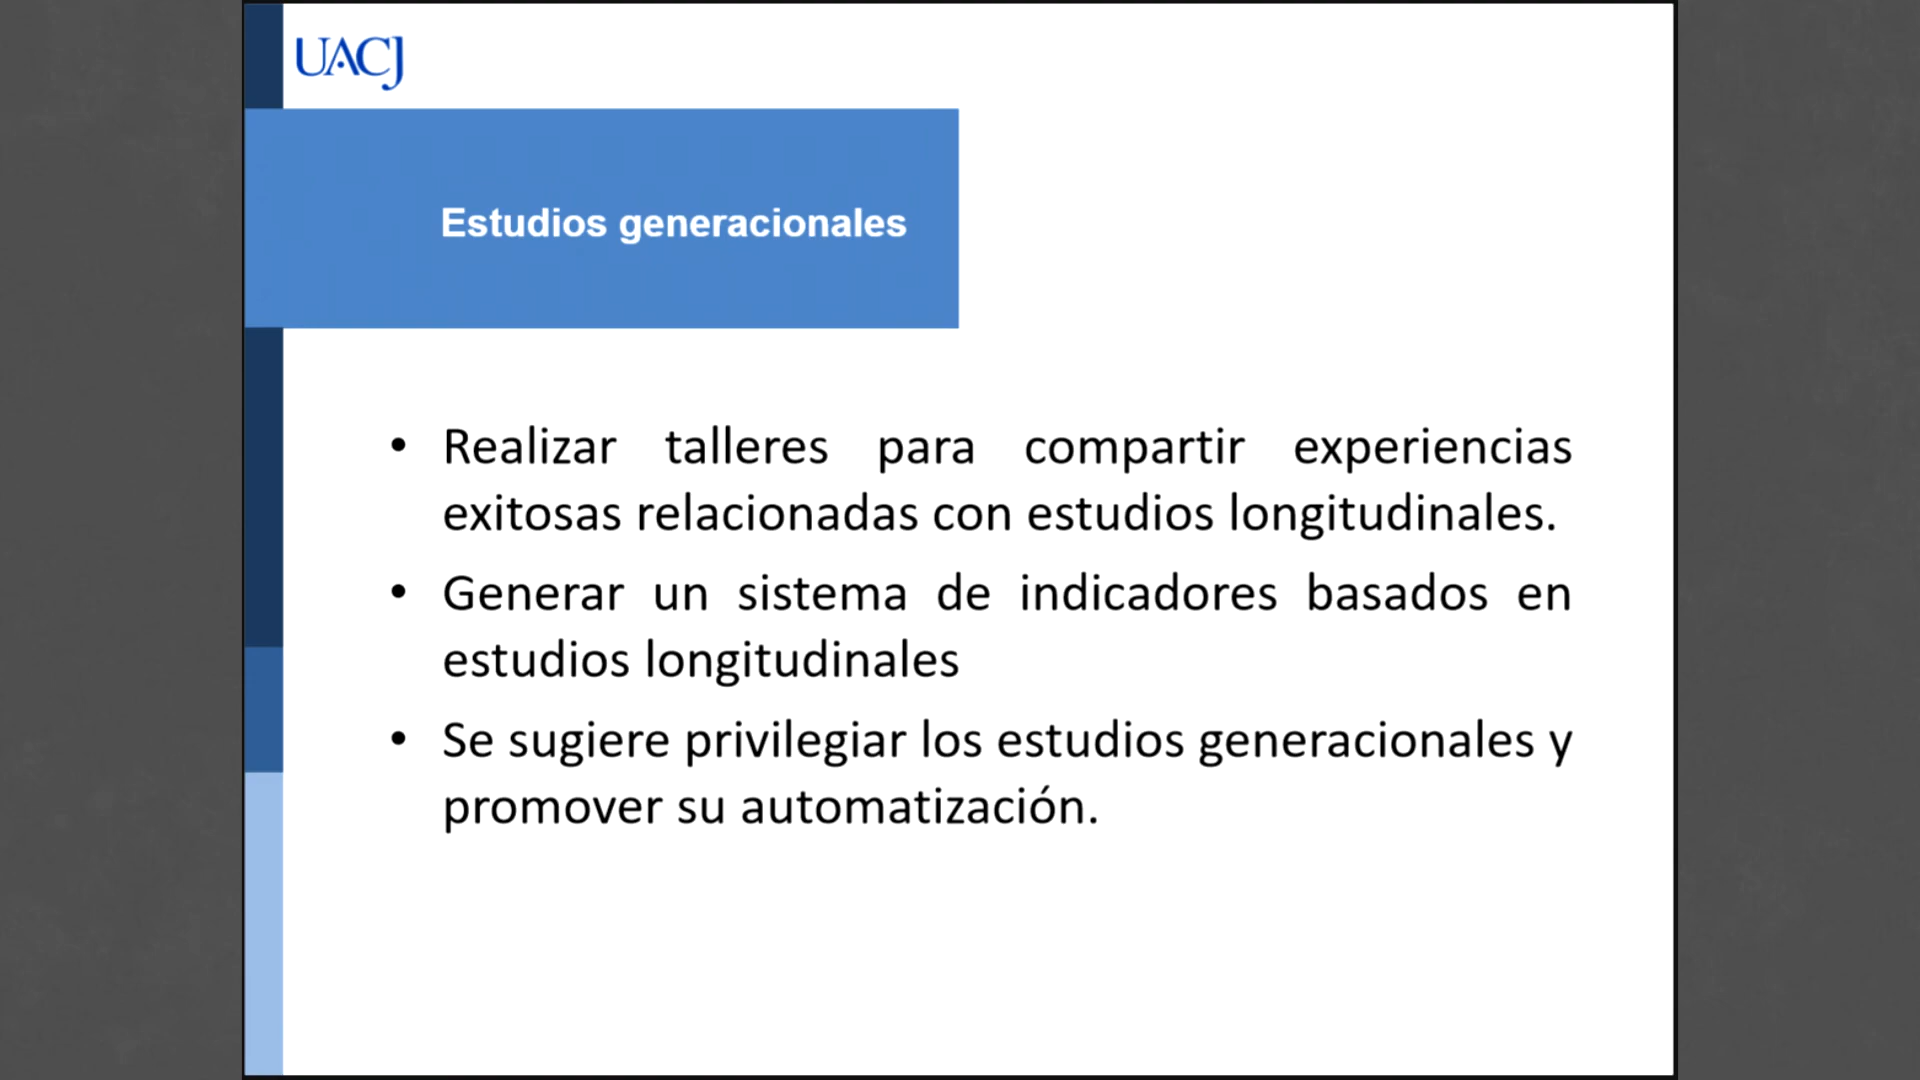 UACJ
Estudios generacionales
• Realizar talleres para compartir experiencias
exitosas relacionadas con estudios longitudinales.
• Generar un sistema de indicadores basados en
estudios longitudinales
• Se sugiere privilegiar los estudios generacionales y
promover su automatización.